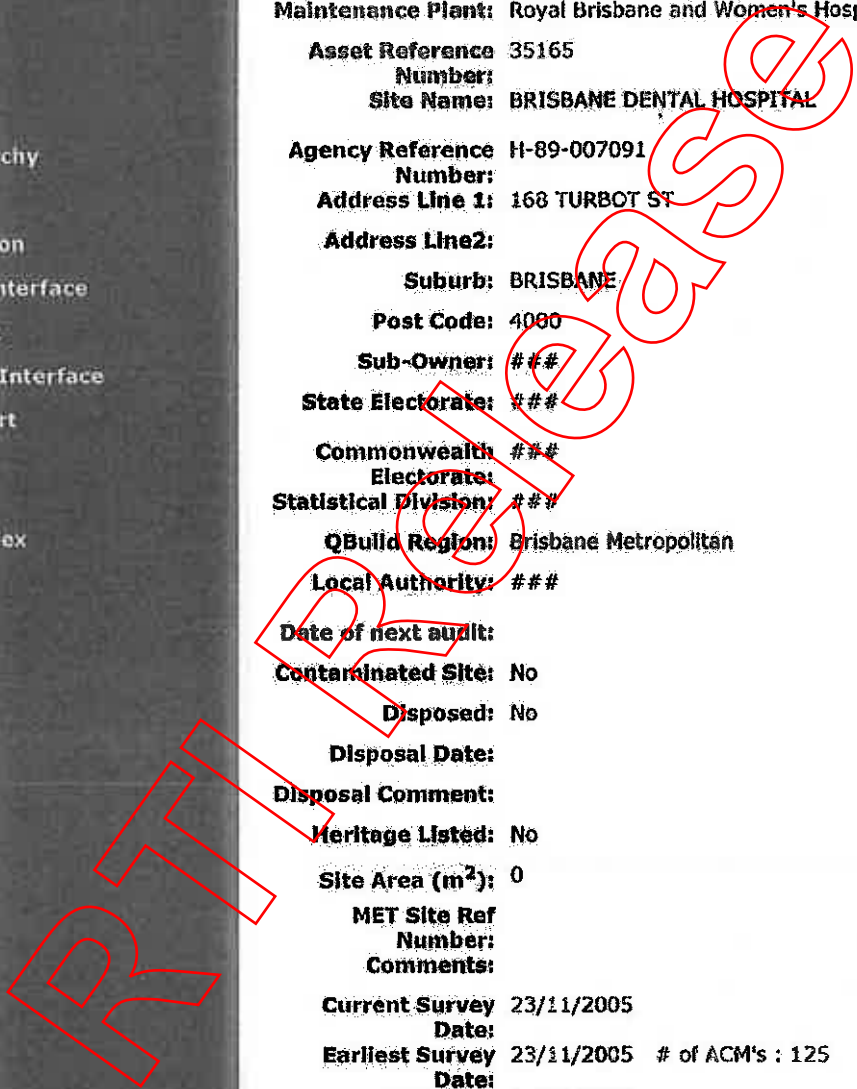 Maintenance Plant: Royal Brisbane and Women's Hosp
Asset Reference 35165
Number:
Site Name: BRISBANE DENTAL HOSPITAL
chy
Agency Reference H-89-007091
Number:
Address Line 1: 168 TURBOT ST
on
Address Line2:
nterface
Suburb: BRISBANE
Post Code: 4000
Sub-Owner: ###
Interface
State Electorate: ###
rt
Commonwealth ###
Electorate:
Statistical Division: ###
ex
QBuild Region: Brisbane Metropolitan
Local Authority: ###
Date of next audit:
Contaminated Site: No
Disposed: No
Disposal Date:
Disposal Comment:
Heritage Listed: No
Site Area (m²): 0
MET Site Ref
Number:
Comments:
Current Survey 23/11/2005
Date:
Earliest Survey 23/11/2005 # of ACM's : 125
Date:
RTI Release